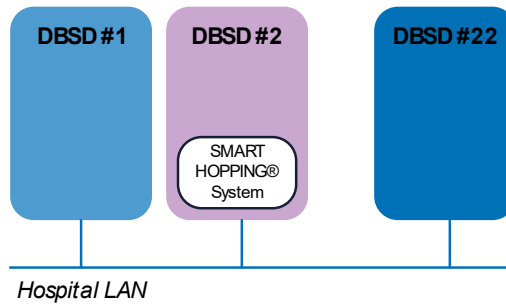 DBSD #1
DBSD #2
DBSD #22
SMART
HOPPING®
System
Hospital LAN